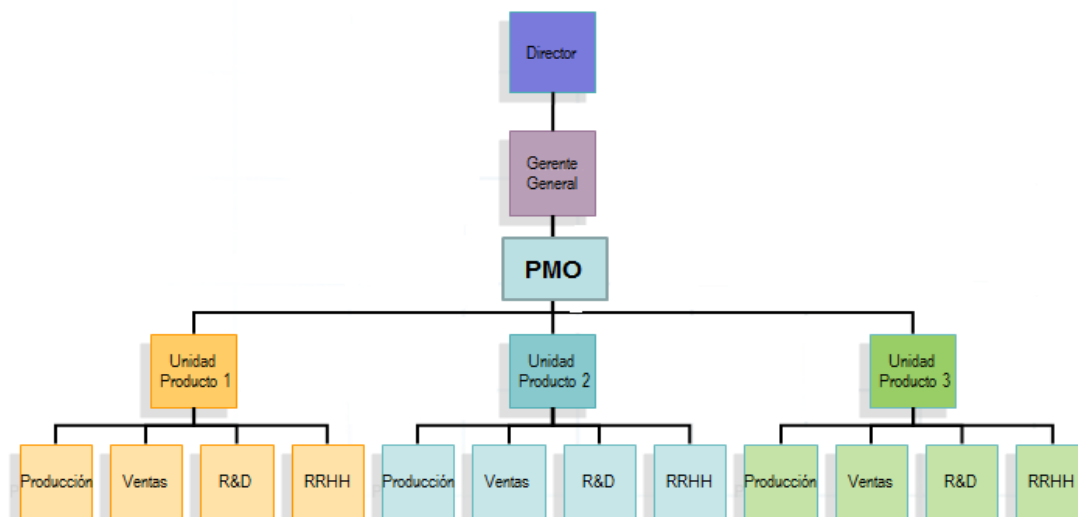 Director
Gerente
General
PMO
Unidad
Producto 1
Unidad
Producto 2
Unidad
Producto 3
Producción
Ventas
R&D
RRHH
Producción
Ventas
R&D
RRHH
Producción
Ventas
R&D
RRHH